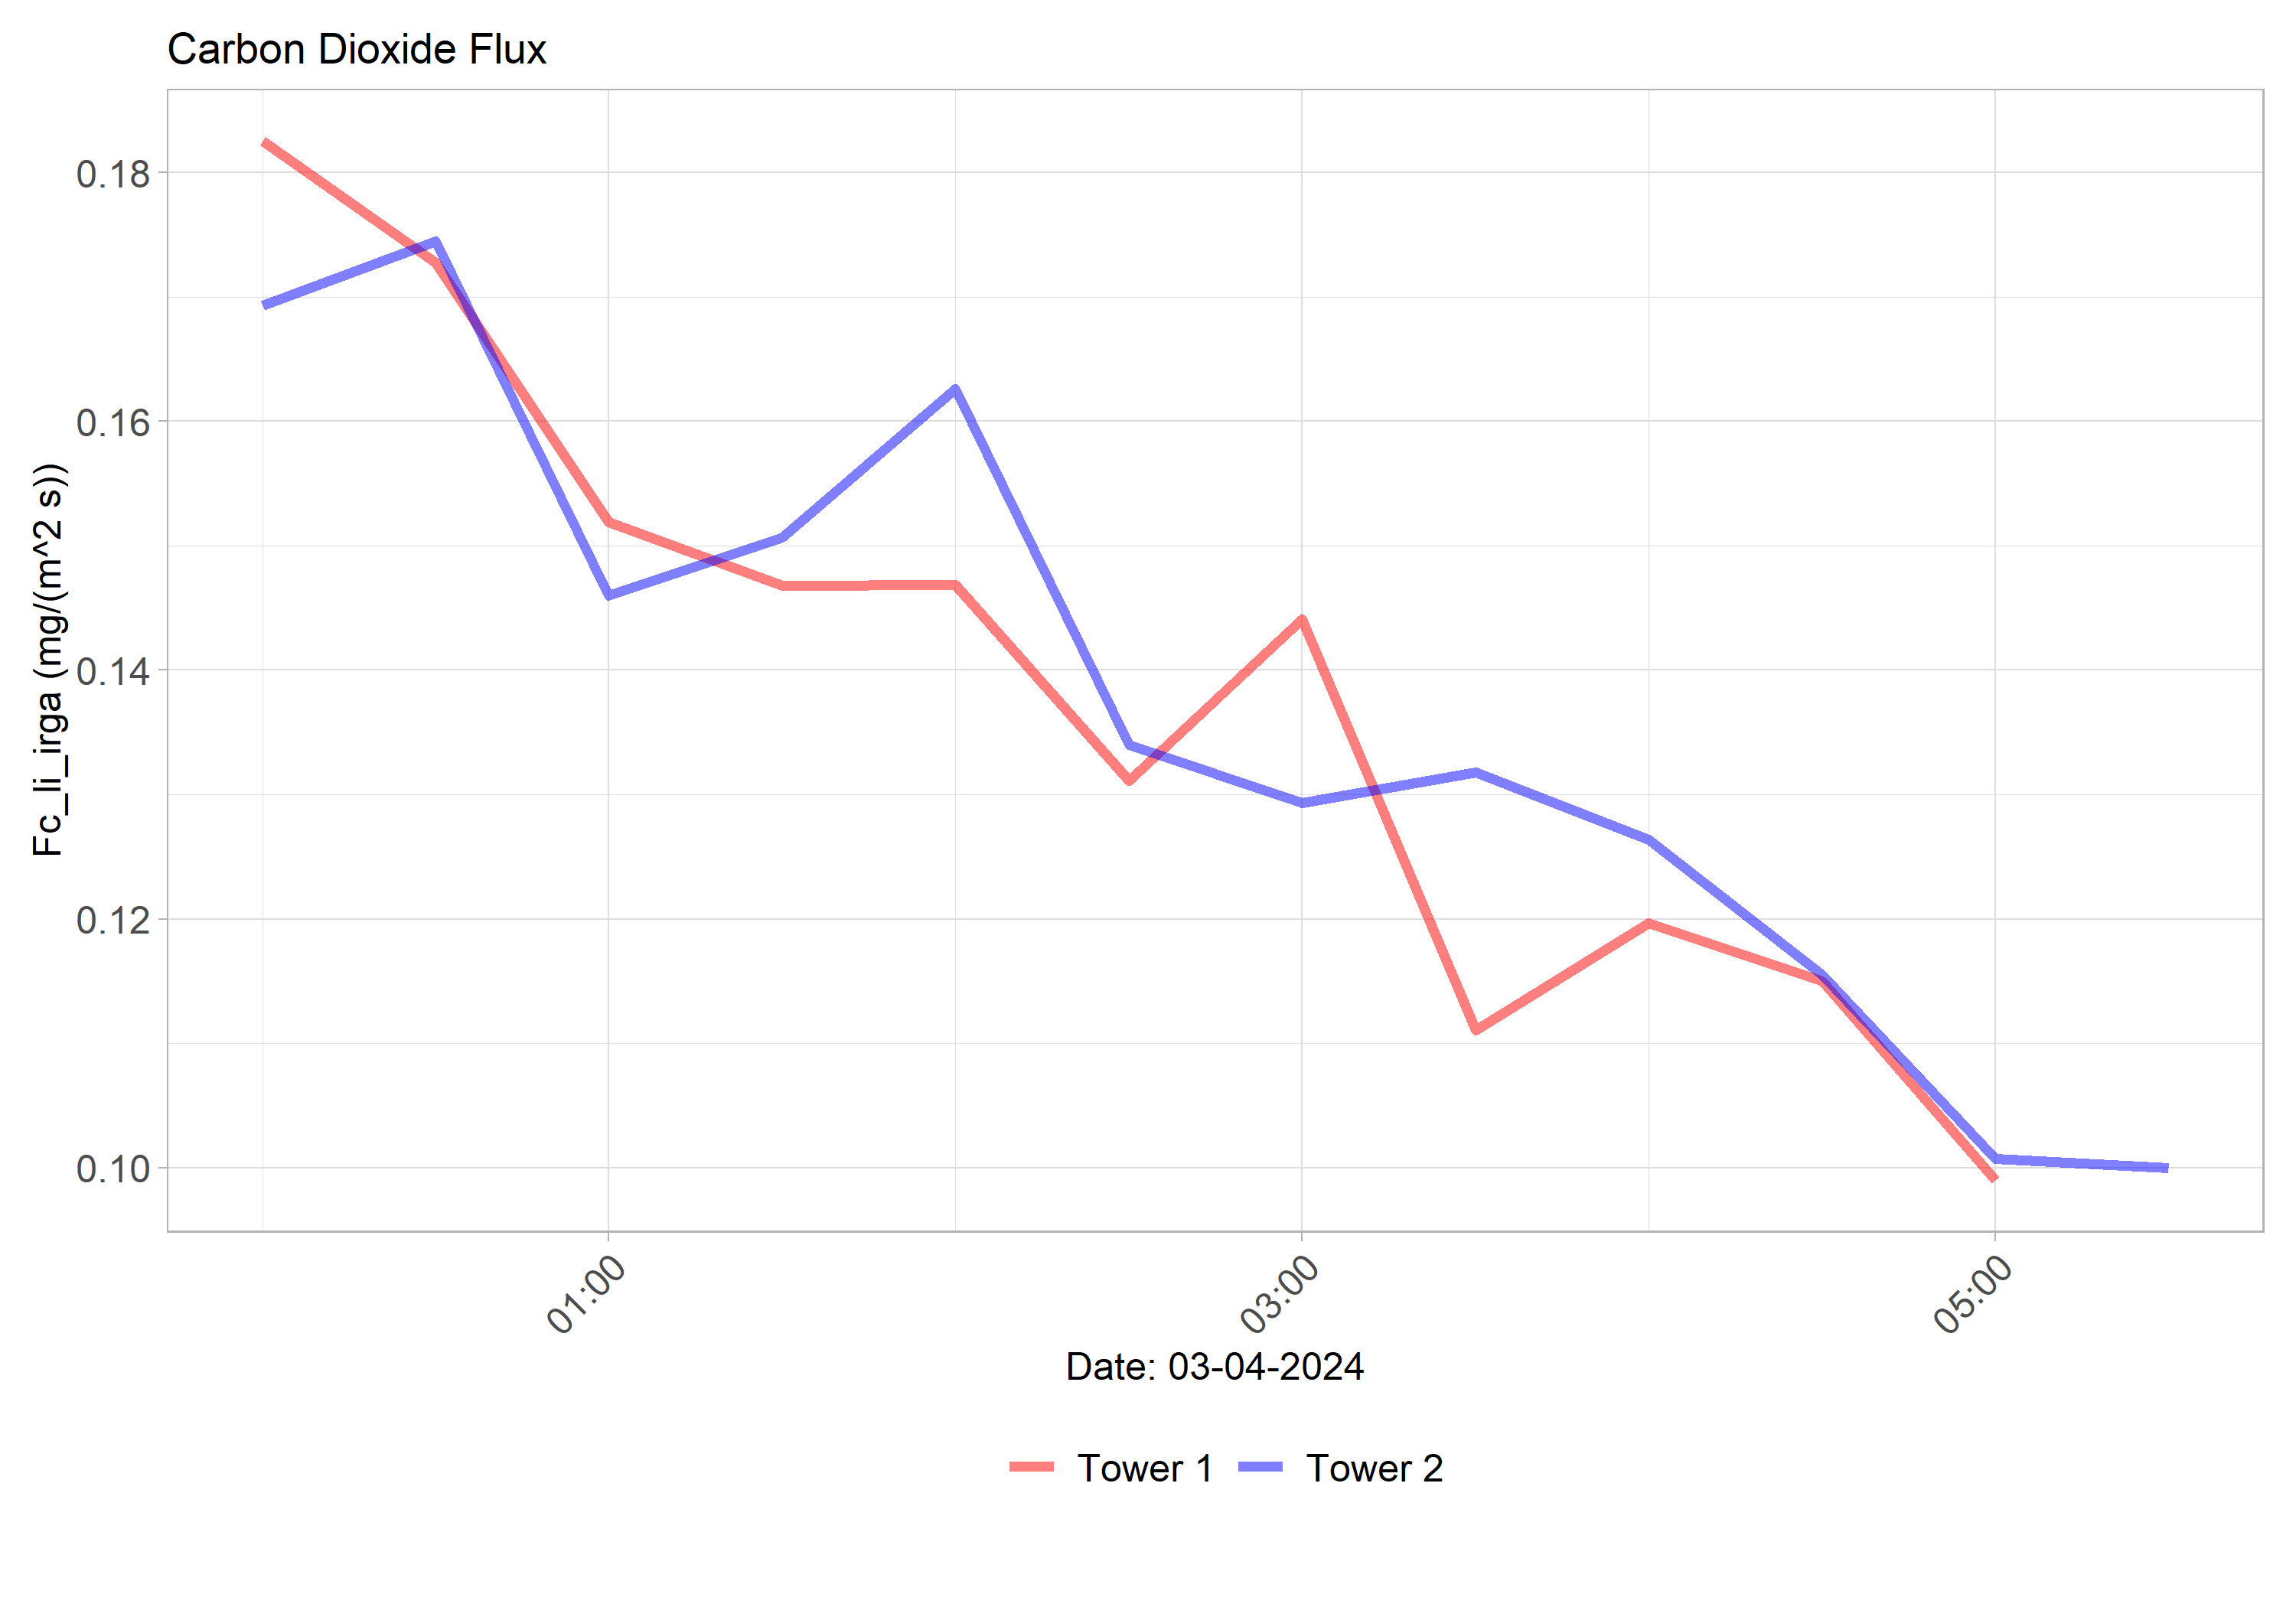 Carbon Dioxide Flux
Fc_li_irga (mg/(m^2 s))
0.18
0.16
0.14
0.12
0.10
01:00
03:00
05:00
Date: 03-04-2024
Tower 1
Tower 2